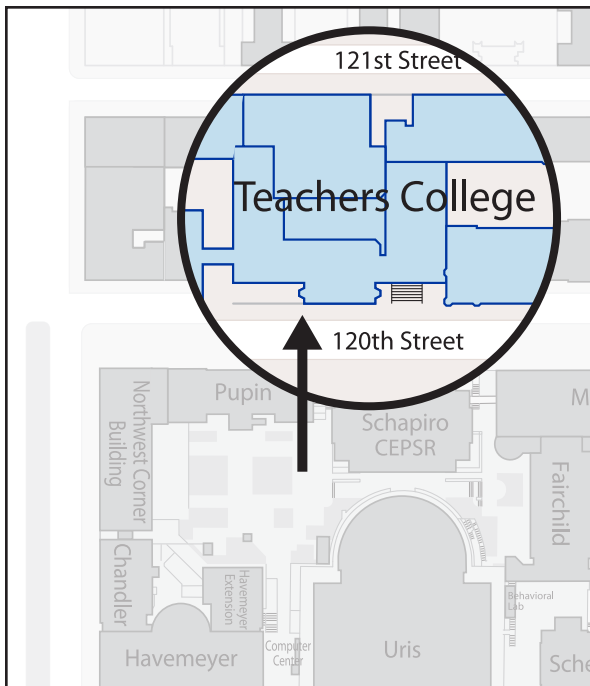 121st Street
Teachers College
120th Street
Pupin
Northwest Corner
Building
Schapiro
CEPSR
M
Fairchild
Chandler
Havemeyer
Extension
Behavioral
Lab
Havemeyer
Computer
Center
Uris
Sche